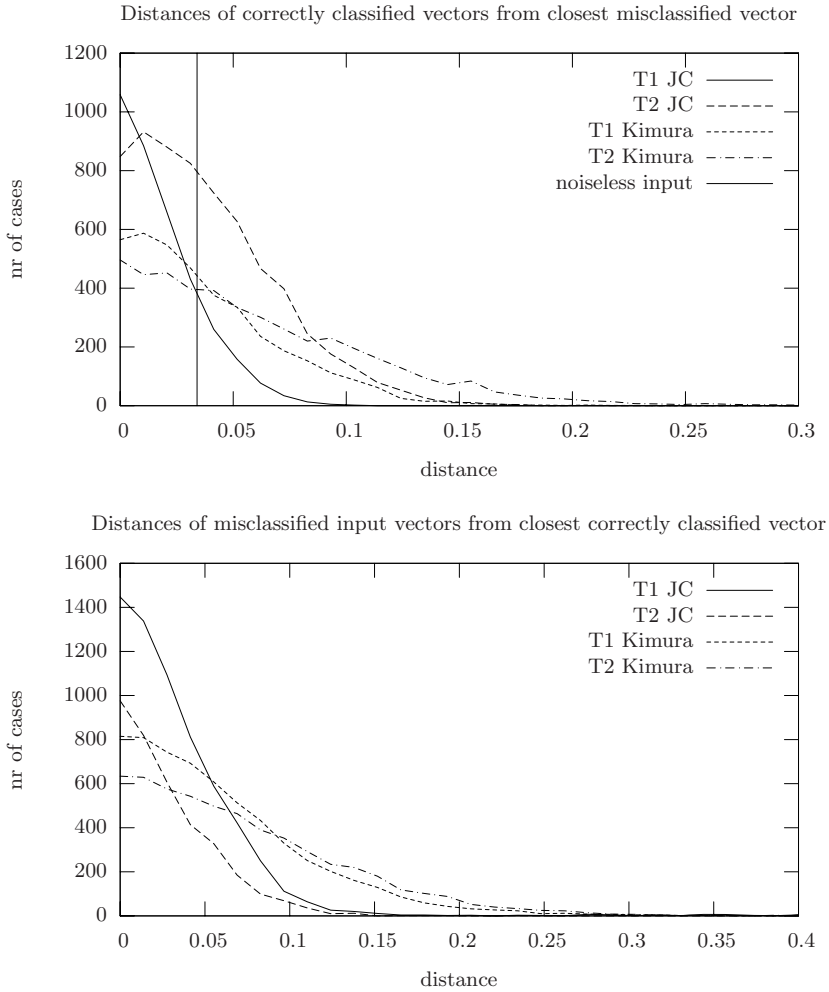 Distances of correctly classified vectors from closest misclassified vector
1200
1000
800
600
400
200
0
nr of cases
T1 JC
T2 JC
T1 Kimura
T2 Kimura
noiseless input
0 0.05 0.1 0.15 0.2 0.25 0.3
distance
Distances of misclassified input vectors from closest correctly classified vector
1600
1400
1200
1000
800
600
400
200
0
nr of cases
T1 JC
T2 JC
T1 Kimura
T2 Kimura
0 0.05 0.1 0.15 0.2 0.25 0.3 0.35 0.4
distance